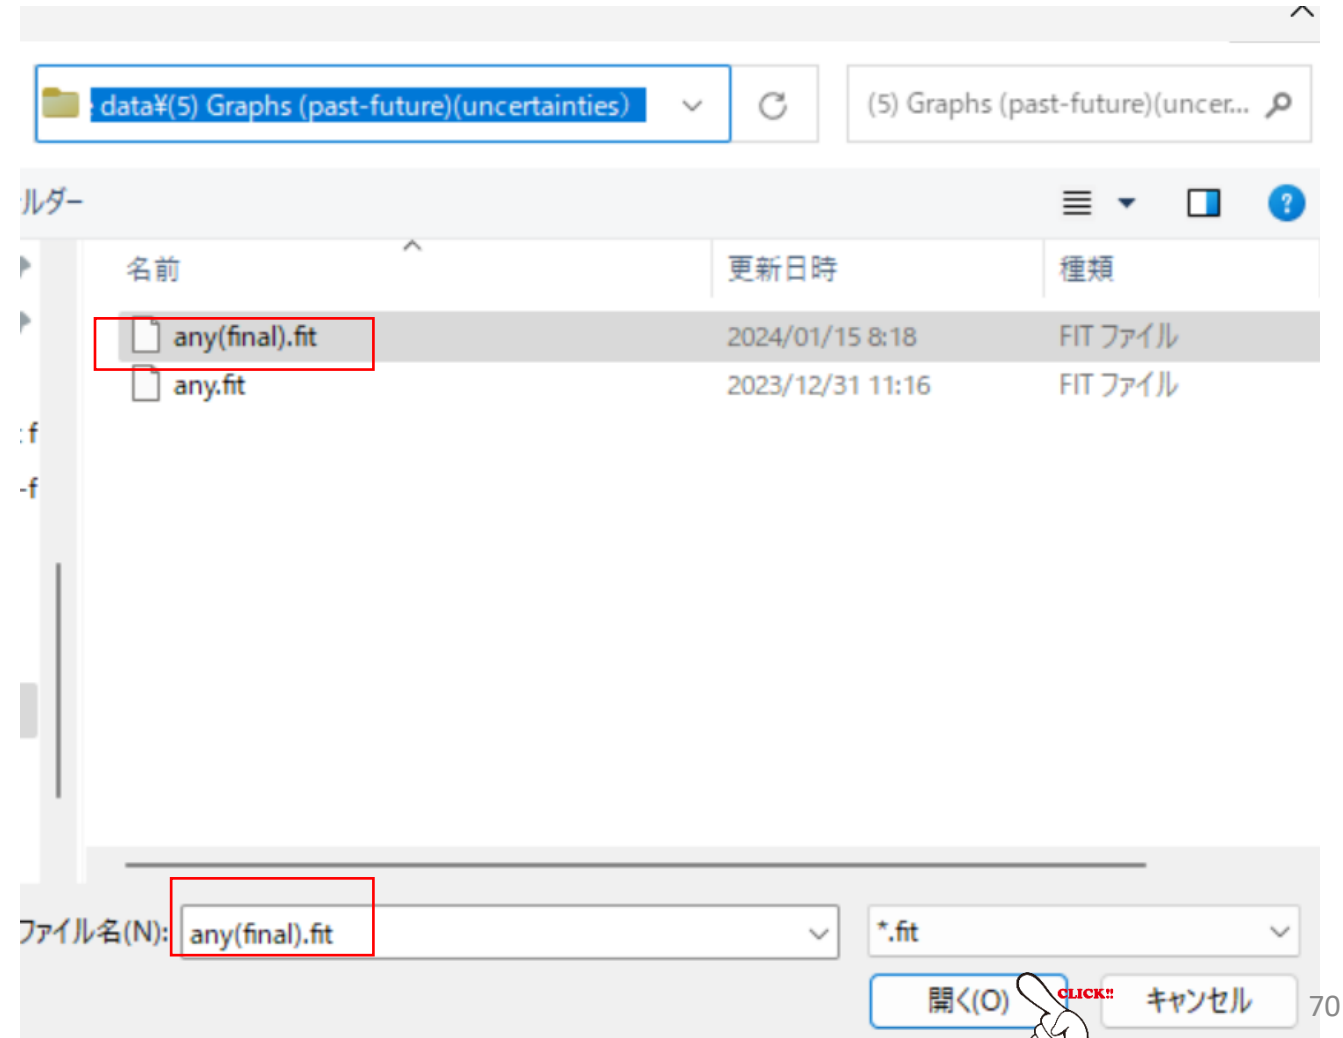 data¥(5) Graphs (past-future)(uncertainties）
(5) Graphs (past-future)(uncer...
ルダー
名前 更新日時 種類
any(final).fit 2024/01/15 8:18 FIT ファイル
any.fit 2023/12/31 11:16 FIT ファイル
: f
-f
ファイル名(N): any(final).fit *.fit
開く(O) CLICK!! キャンセル
70